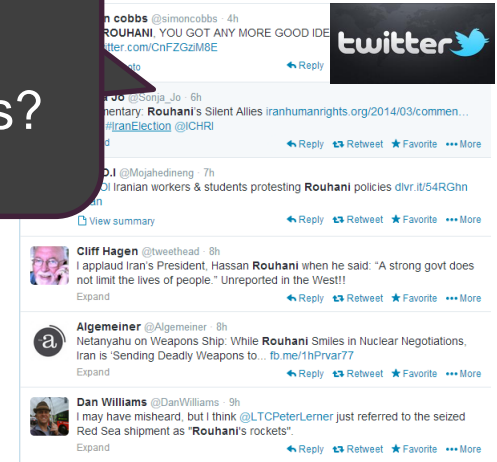 s?
twitter
cobbs @simoncobbs · 4h
ROUHANI, YOU GOT ANY MORE GOOD IDE
itter.com/CnFZGziM8E
Reply
Jo @Sonja_Jo · 6h
mentary: Rouhani's Silent Allies iranhumanrights.org/2014/03/commen…
#IranElection @ICHRI
Reply Retweet Favorite ••• More
D.I @Mojahedineng · 7h
Iranian workers & students protesting Rouhani policies dlvr.it/54RGhn
an
View summary
Reply Retweet Favorite ••• More
Cliff Hagen @tweethead · 8h
I applaud Iran's President, Hassan Rouhani when he said: “A strong govt does
not limit the lives of people.” Unreported in the West!!
Expand
Reply Retweet Favorite ••• More
a
Algemeiner @Algemeiner · 8h
Netanyahu on Weapons Ship: While Rouhani Smiles in Nuclear Negotiations,
Iran is ‘Sending Deadly Weapons to... fb.me/1hPrvar77
Expand
Reply Retweet Favorite ••• More
Dan Williams @DanWilliams · 9h
I may have misheard, but I think @LTCPeterLerner just referred to the seized
Red Sea shipment as "Rouhani's rockets".
Expand
Reply Retweet Favorite ••• More